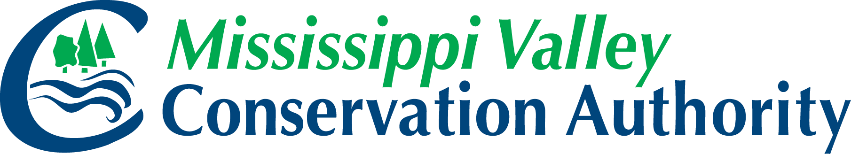 Mississippi Valley
Conservation Authority